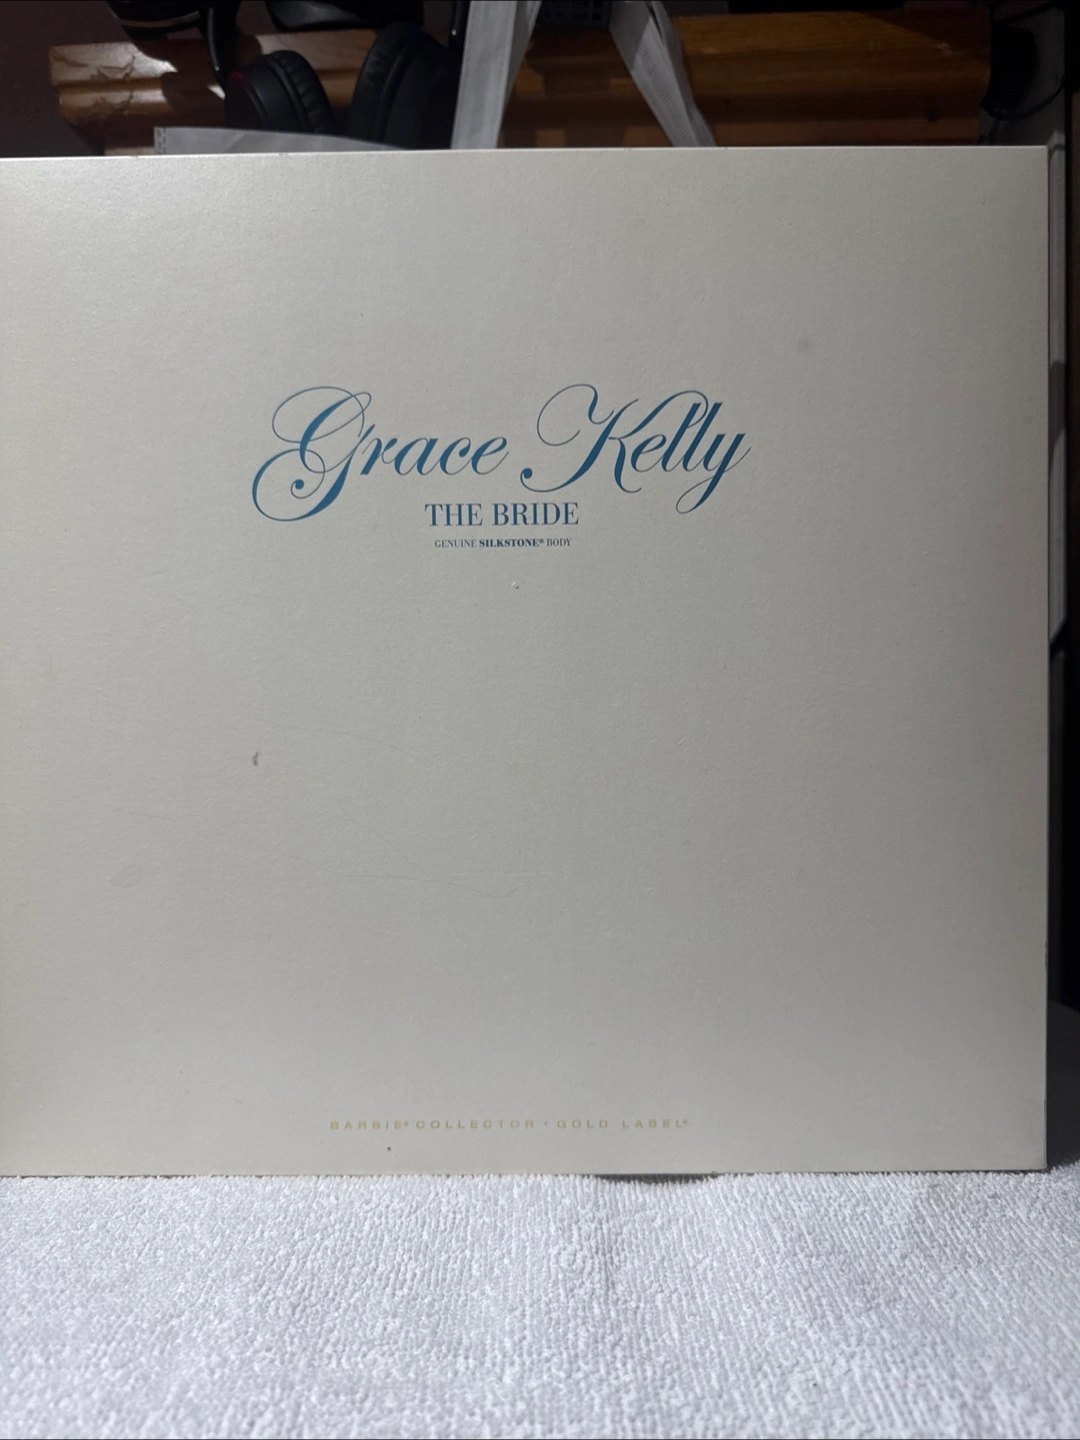 Grace Kelly
THE BRIDE
GENUINE SILKSTONE® BODY
BARBIE® COLLECTOR • GOLD LABEL®